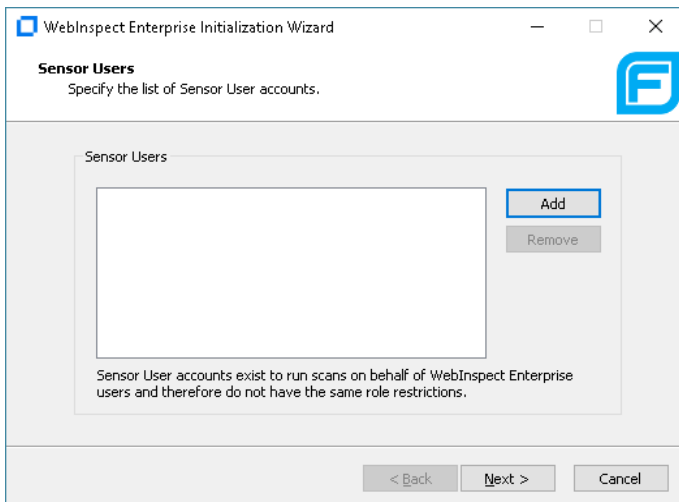 WebInspect Enterprise Initialization Wizard
Sensor Users
Specify the list of Sensor User accounts.
F
Sensor Users
Add
Remove
Sensor User accounts exist to run scans on behalf of WebInspect Enterprise
users and therefore do not have the same role restrictions.
< Back
Next >
Cancel